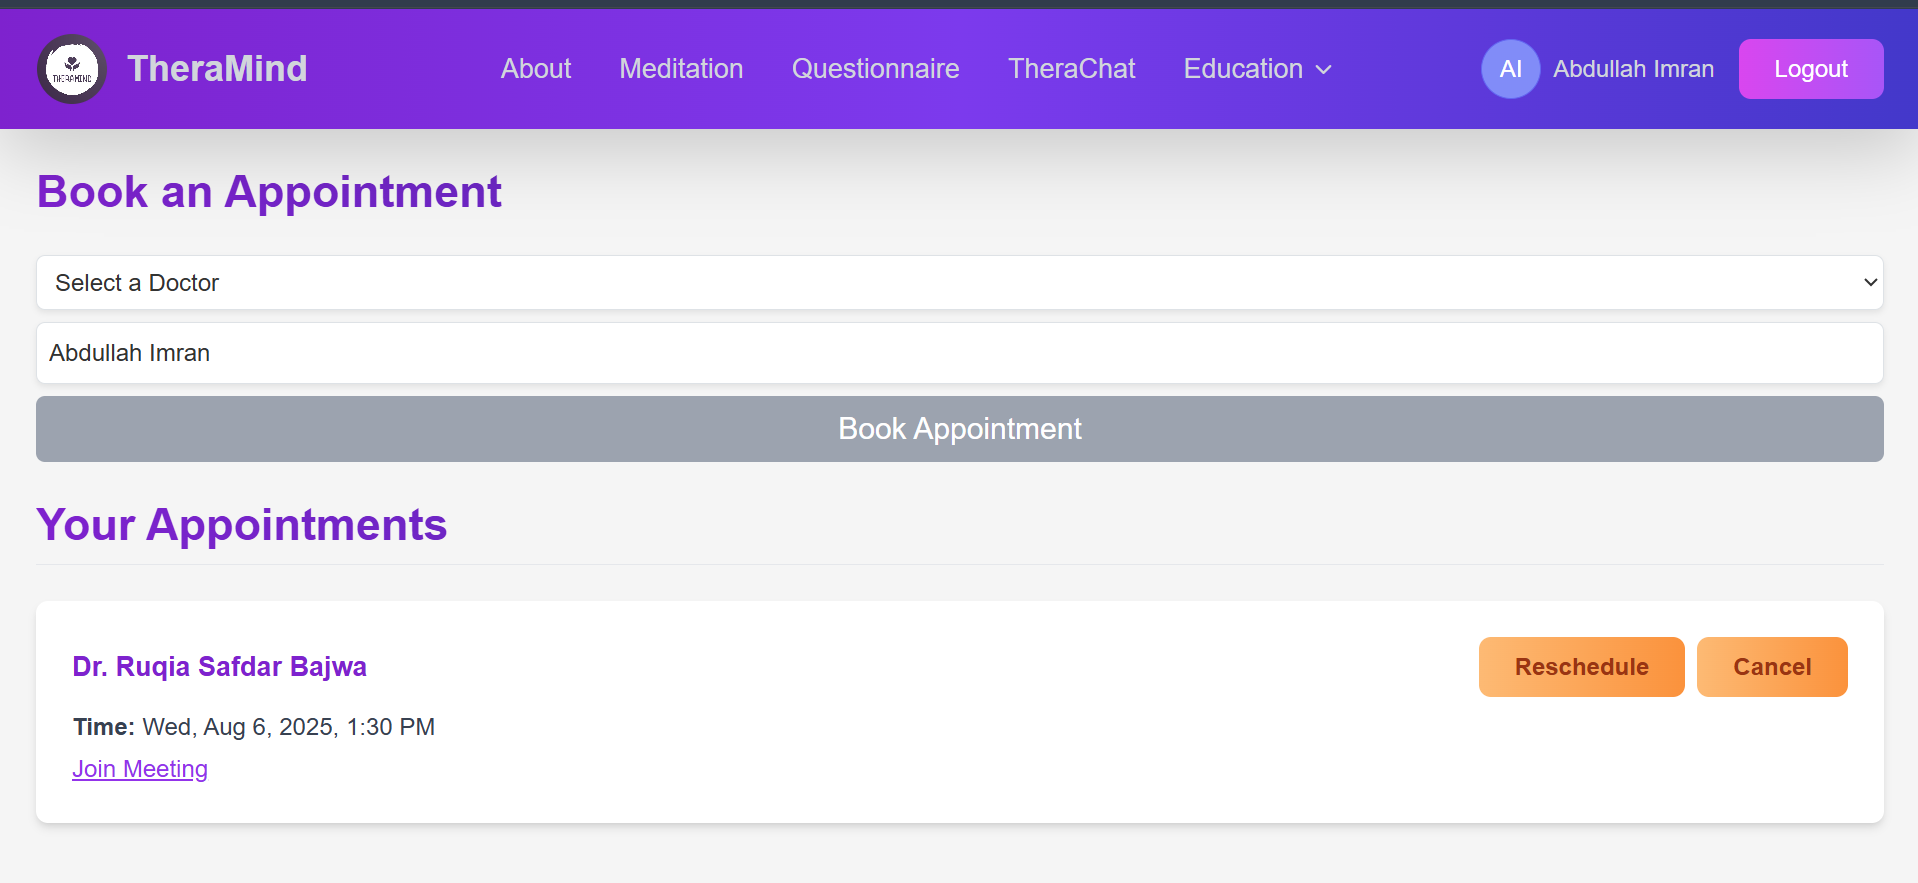 THERAMIND
TheraMind
About Meditation Questionnaire TheraChat Education
AI Abdullah Imran Logout
Book an Appointment
Select a Doctor
Abdullah Imran
Book Appointment
Your Appointments
Dr. Ruqia Safdar Bajwa
Reschedule Cancel
Time: Wed, Aug 6, 2025, 1:30 PM
Join Meeting